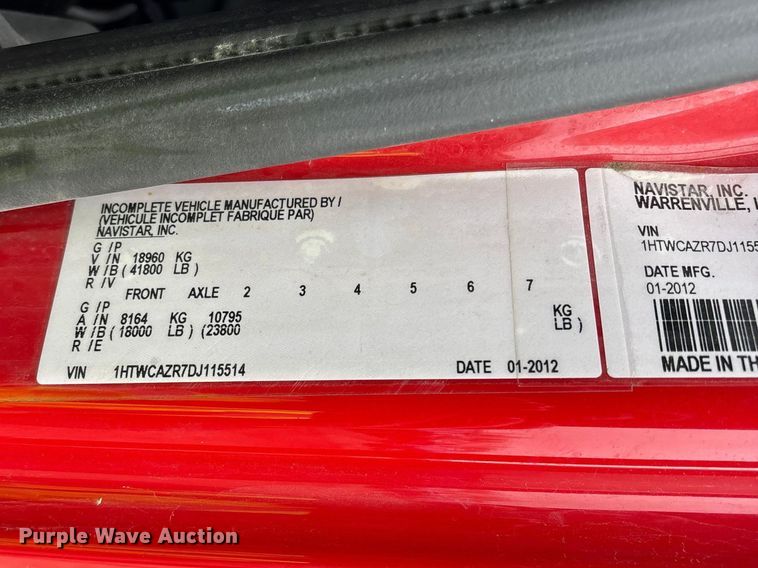 INCOMPLETE VEHICLE MANUFACTURED BY /
(VEHICULE INCOMPLET FABRIQUE PAR)
NAVISTAR, INC.
G /P
V /N 18960 KG
W/B ( 41800 LB )
R /V
FRONT AXLE 2 3 4 5 6 7
G /P
A /N 8164 KG 10795 KG
W/B ( 18000 LB ) (23800 LB )
R /E
VIN 1HTWCAZR7DJ115514 DATE 01-2012
NAVISTAR, INC.
WARRENVILLE,
VIN
1HTWCAZR7DJ1155
DATE MFG.
01-2012
MADE IN TH
Purple Wave Auction